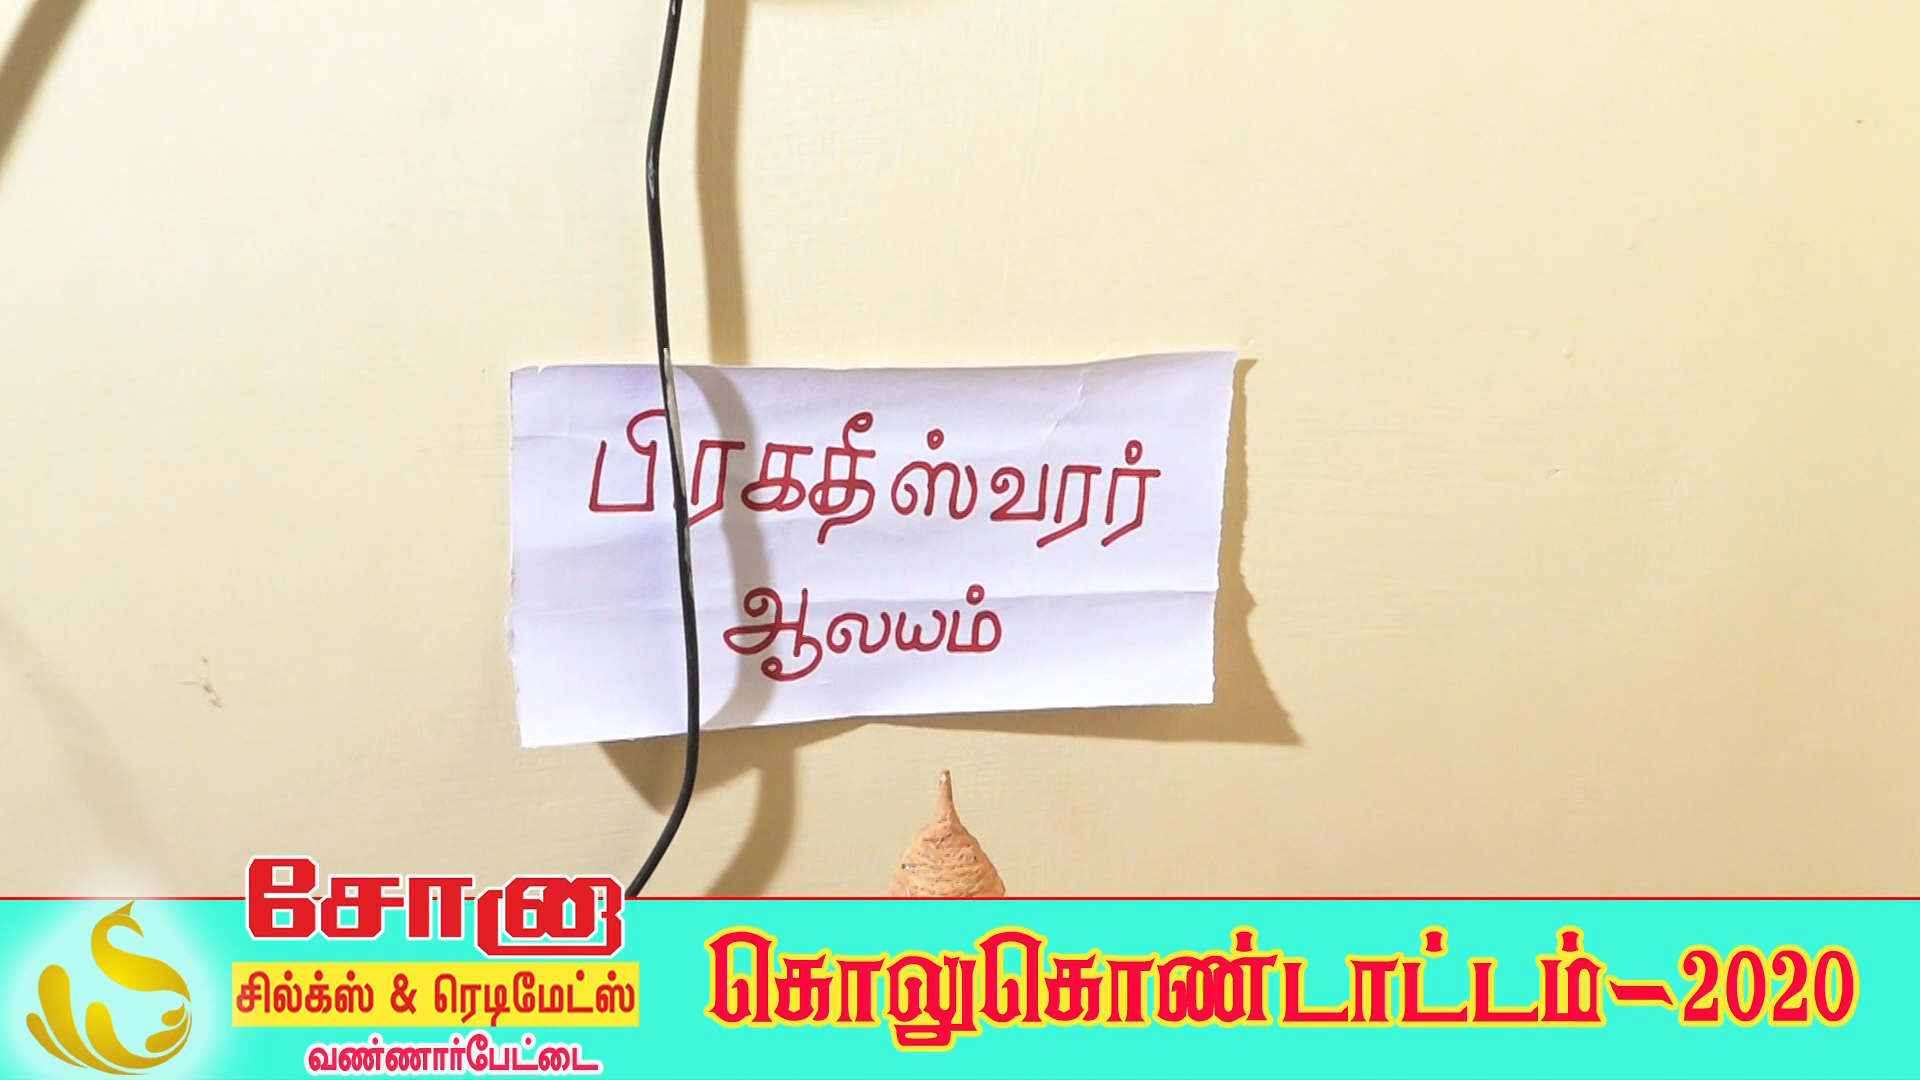 பிரகதீஸ்வரர்
ஆலயம்
சோனா
சில்க்ஸ் & ரெடிமேட்ஸ்
வண்ணார்பேட்டை
கொலுகொண்டாட்டம்-2020